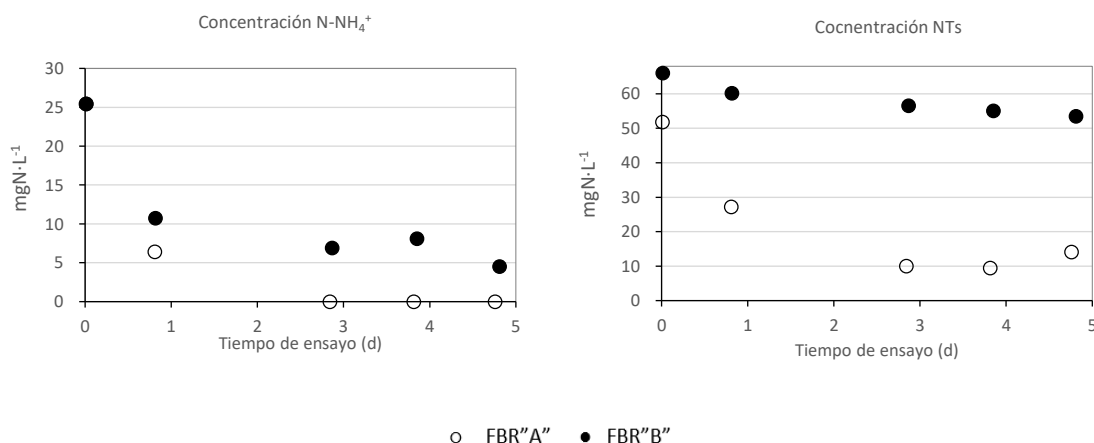 Concentración N-NH₄⁺
30
25
20
15
10
5
0
mgN·L⁻¹
0 1 2 3 4 5
Tiempo de ensayo (d)
Cocnentración NTs
60
50
40
30
20
10
0
mgN·L⁻¹
0 1 2 3 4 5
Tiempo de ensayo (d)
FBR"A" FBR"B"